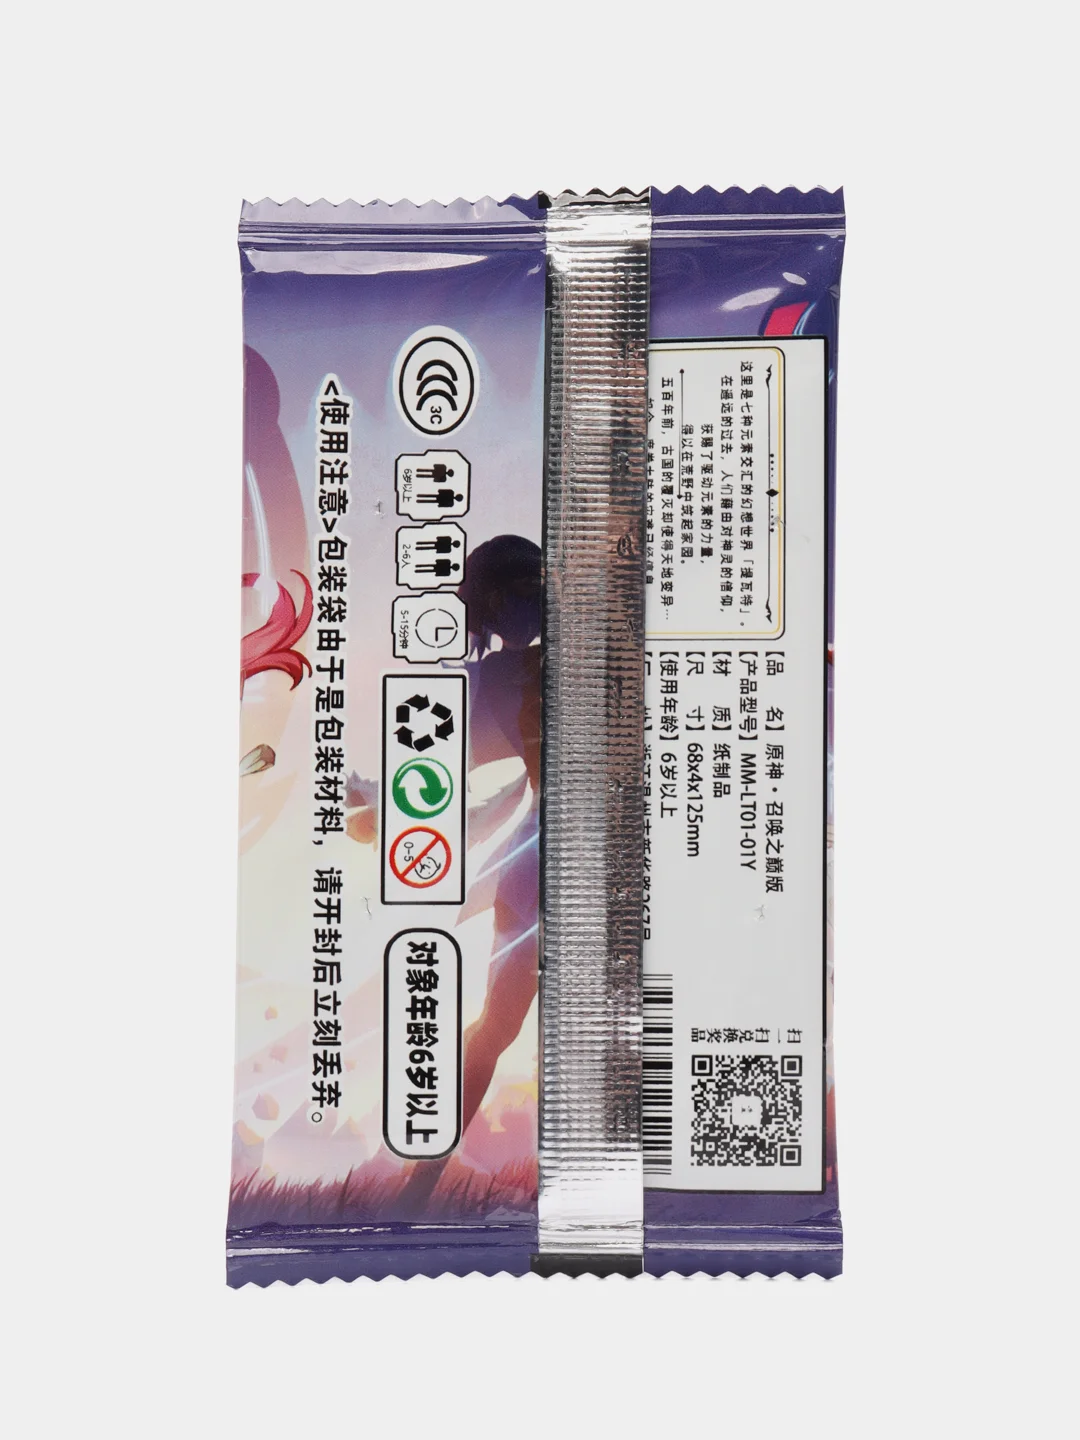 这里是七种元素交汇的幻想世界「提瓦特」。
在遥远的过去，人们藉由对神灵的信仰，
获赐了驱动元素的力量，
得以在荒野中筑起家园。
五百年前，古国的覆灭却使得天地变异…
【品 名】原神·召唤之巅版
【产品型号】MM-LT01-01Y
【材 质】纸制品
【尺 寸】68x4x125mm
【使用年龄】6岁以上
扫一扫兑换奖品
3C
6岁以上
2-6人
5-15分钟
0-5
对象年龄6岁以上
<使用注意>包装袋由于是包装材料，请开封后立刻丢弃。